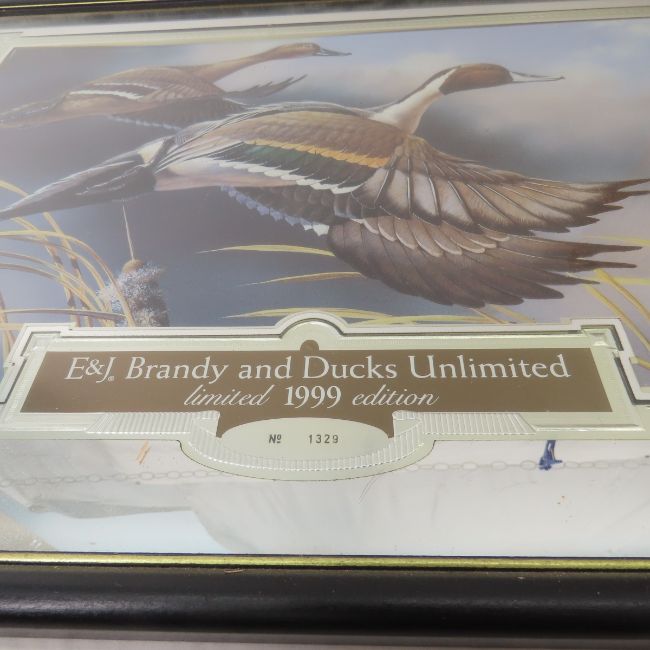 E&J® Brandy and Ducks Unlimited
limited 1999 edition
Nº 1329